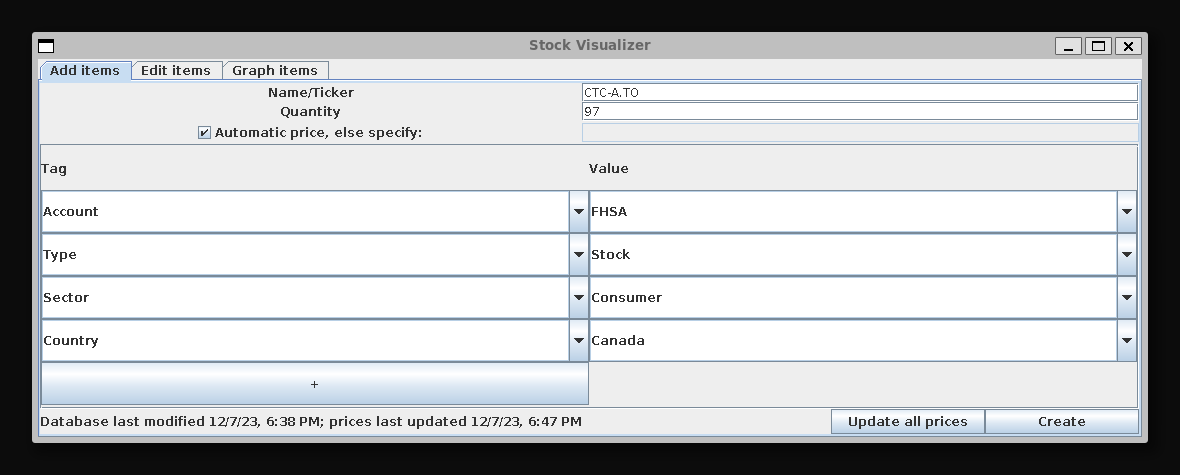 Stock Visualizer
Add items Edit items Graph items
Name/Ticker CTC-A.TO
Quantity 97
Automatic price, else specify:
Tag Value
Account FHSA
Type Stock
Sector Consumer
Country Canada
+
Database last modified 12/7/23, 6:38 PM; prices last updated 12/7/23, 6:47 PM Update all prices Create